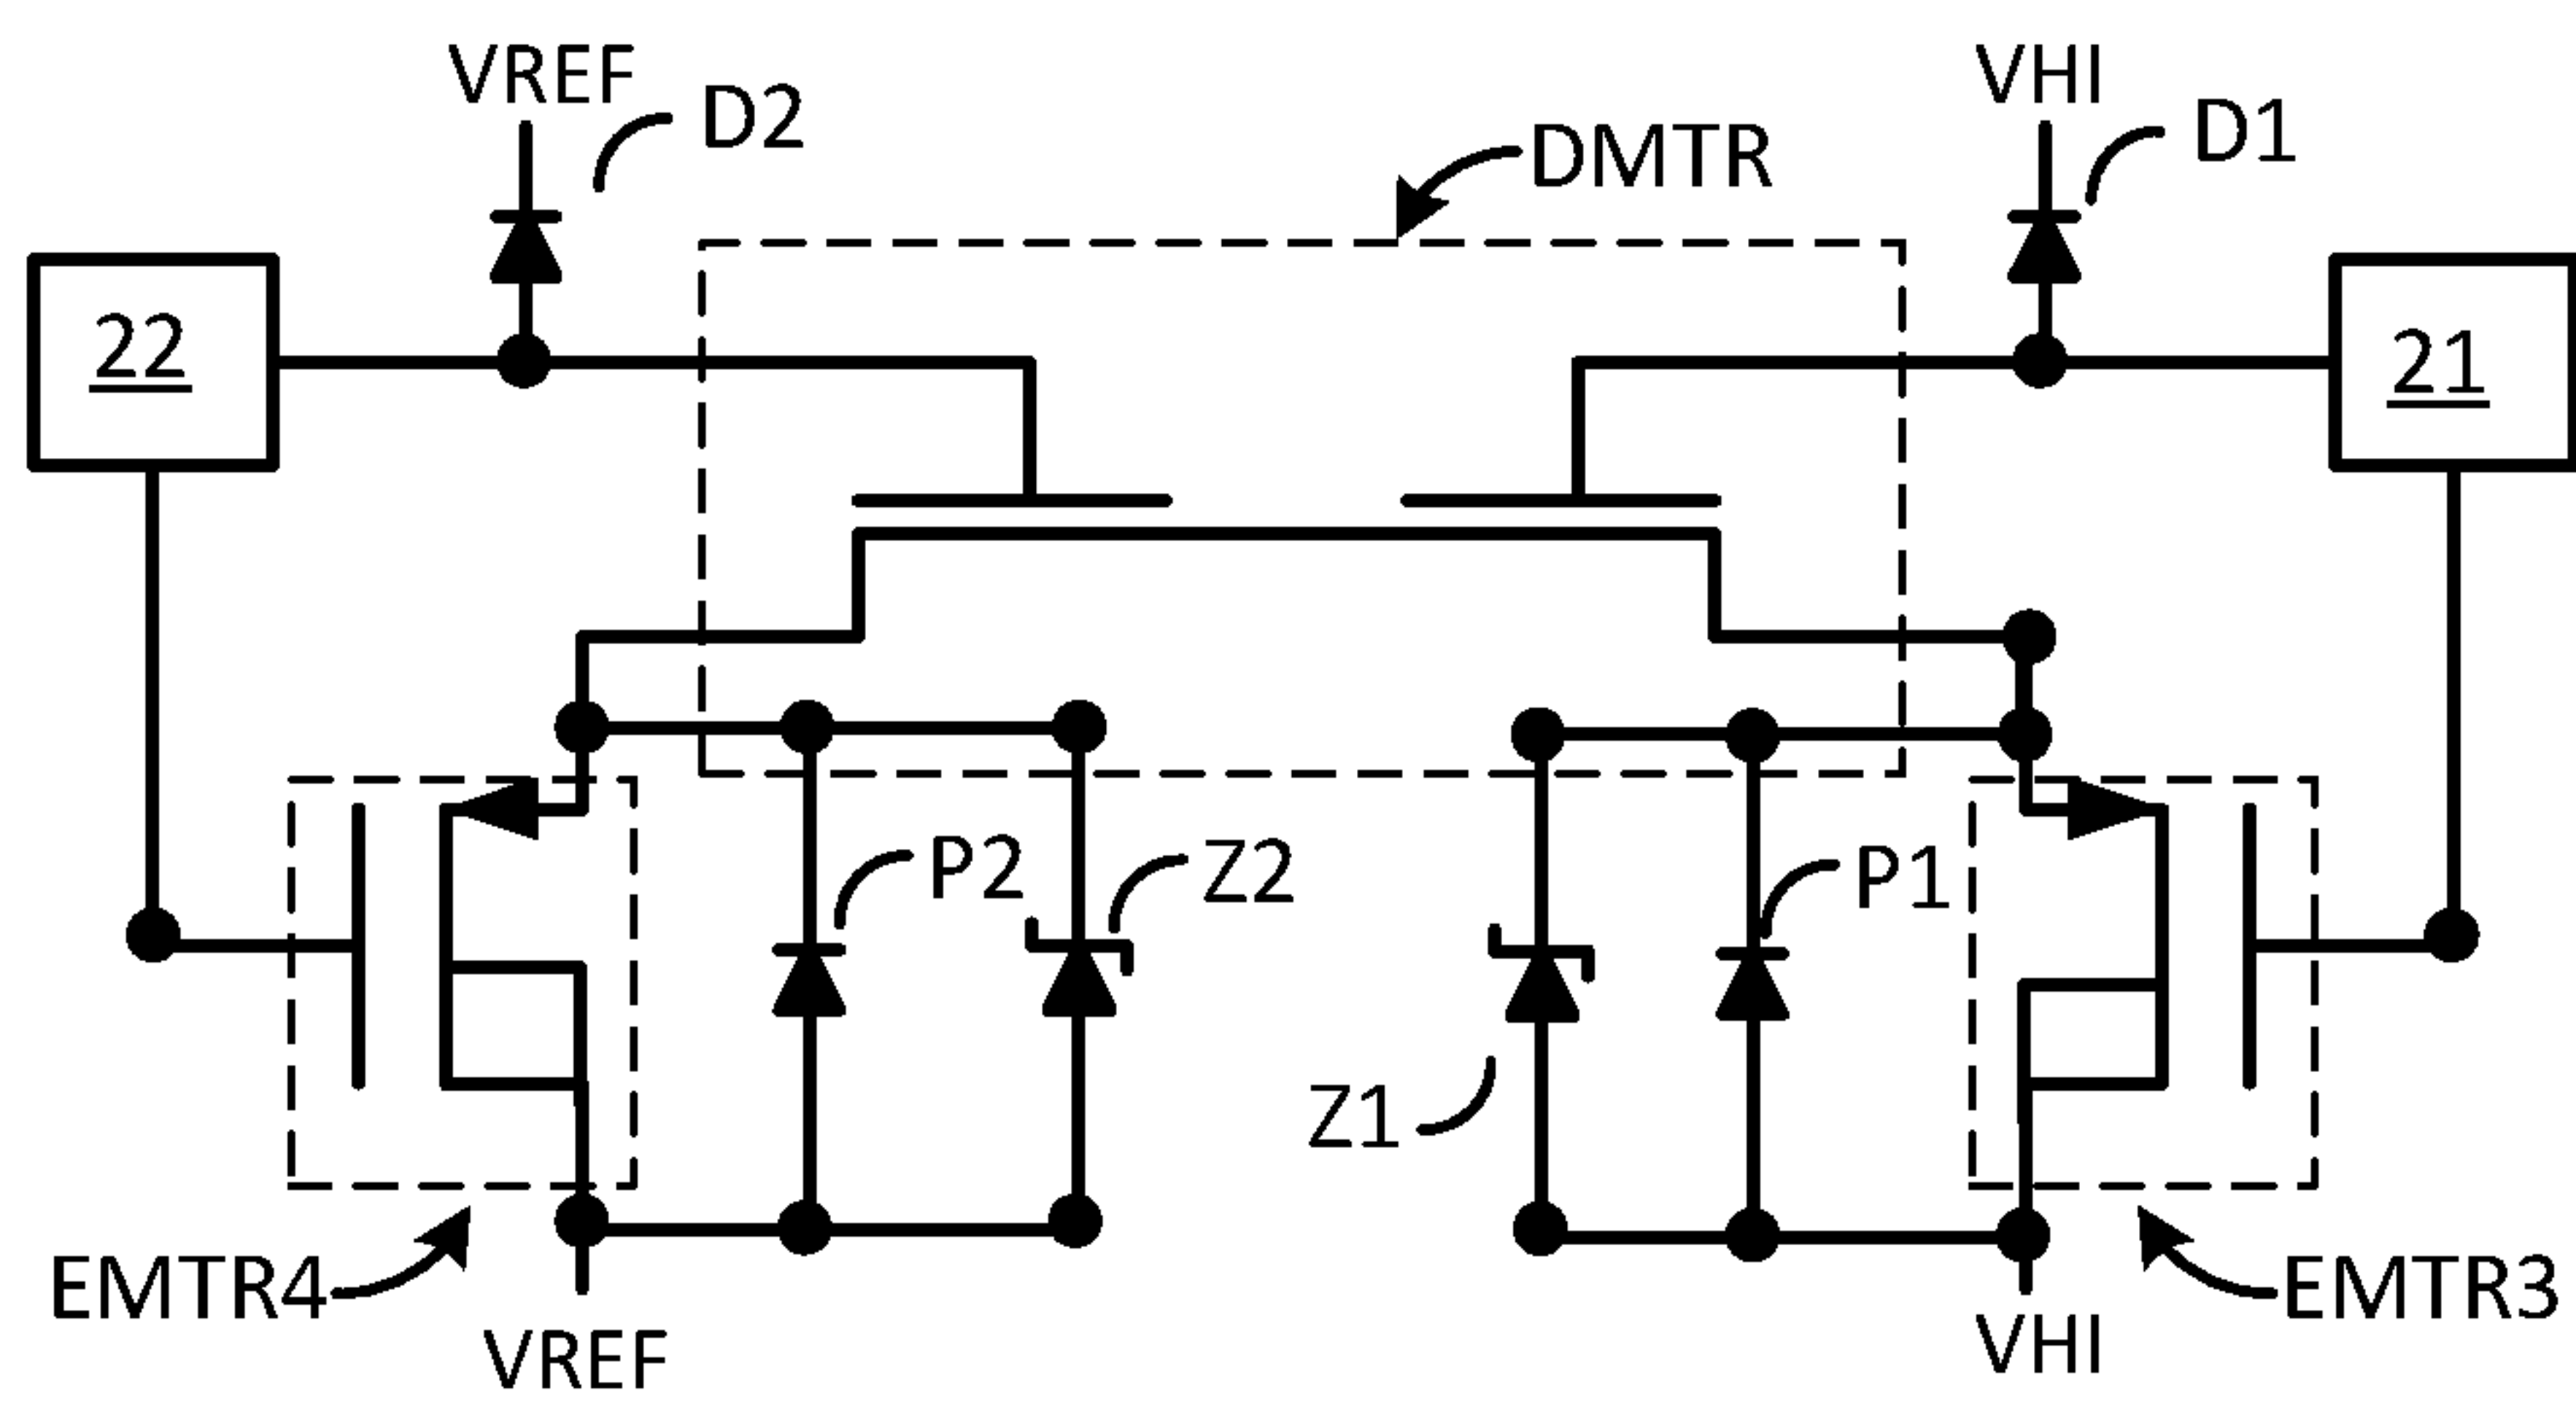 VREF
VHI
D2
D1
DMTR
22
21
P2
Z2
P1
Z1
EMTR4
EMTR3
VREF
VHI